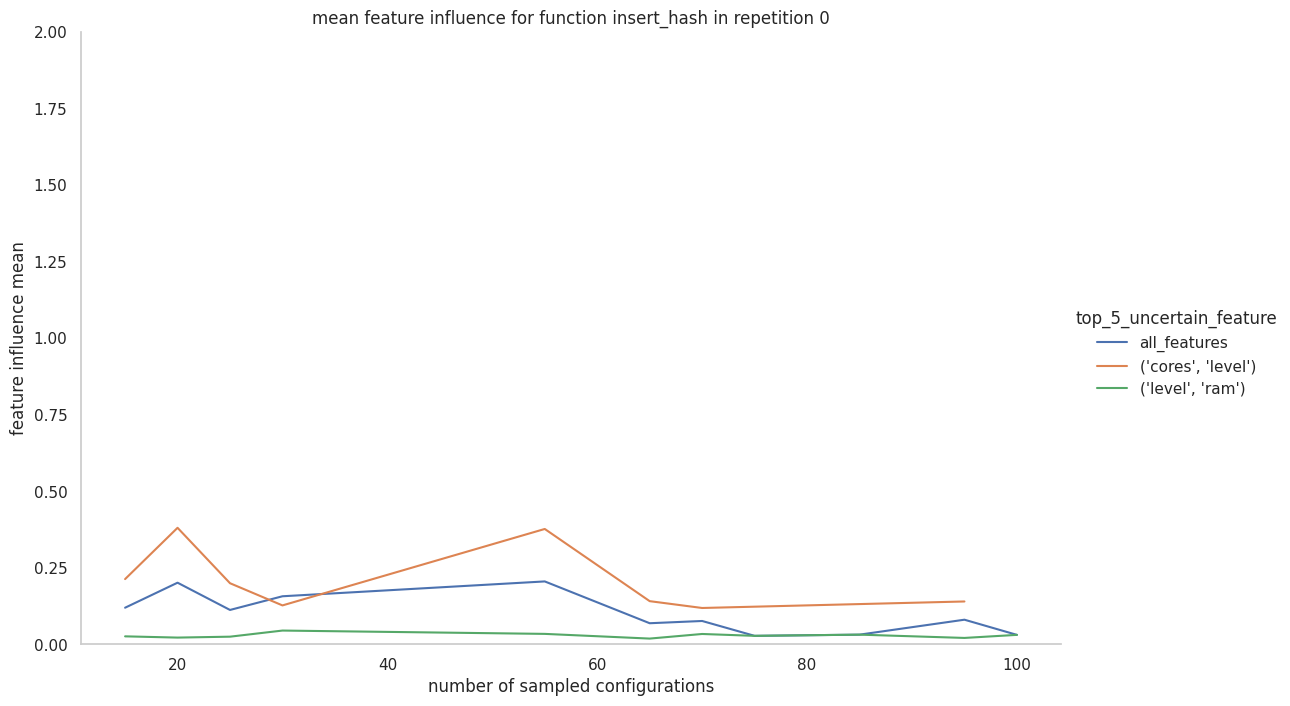 mean feature influence for function insert_hash in repetition 0
2.00
1.75
1.50
1.25
1.00
0.75
0.50
0.25
0.00
feature influence mean
20 40 60 80 100
number of sampled configurations
top_5_uncertain_feature
all_features
('cores', 'level')
('level', 'ram')